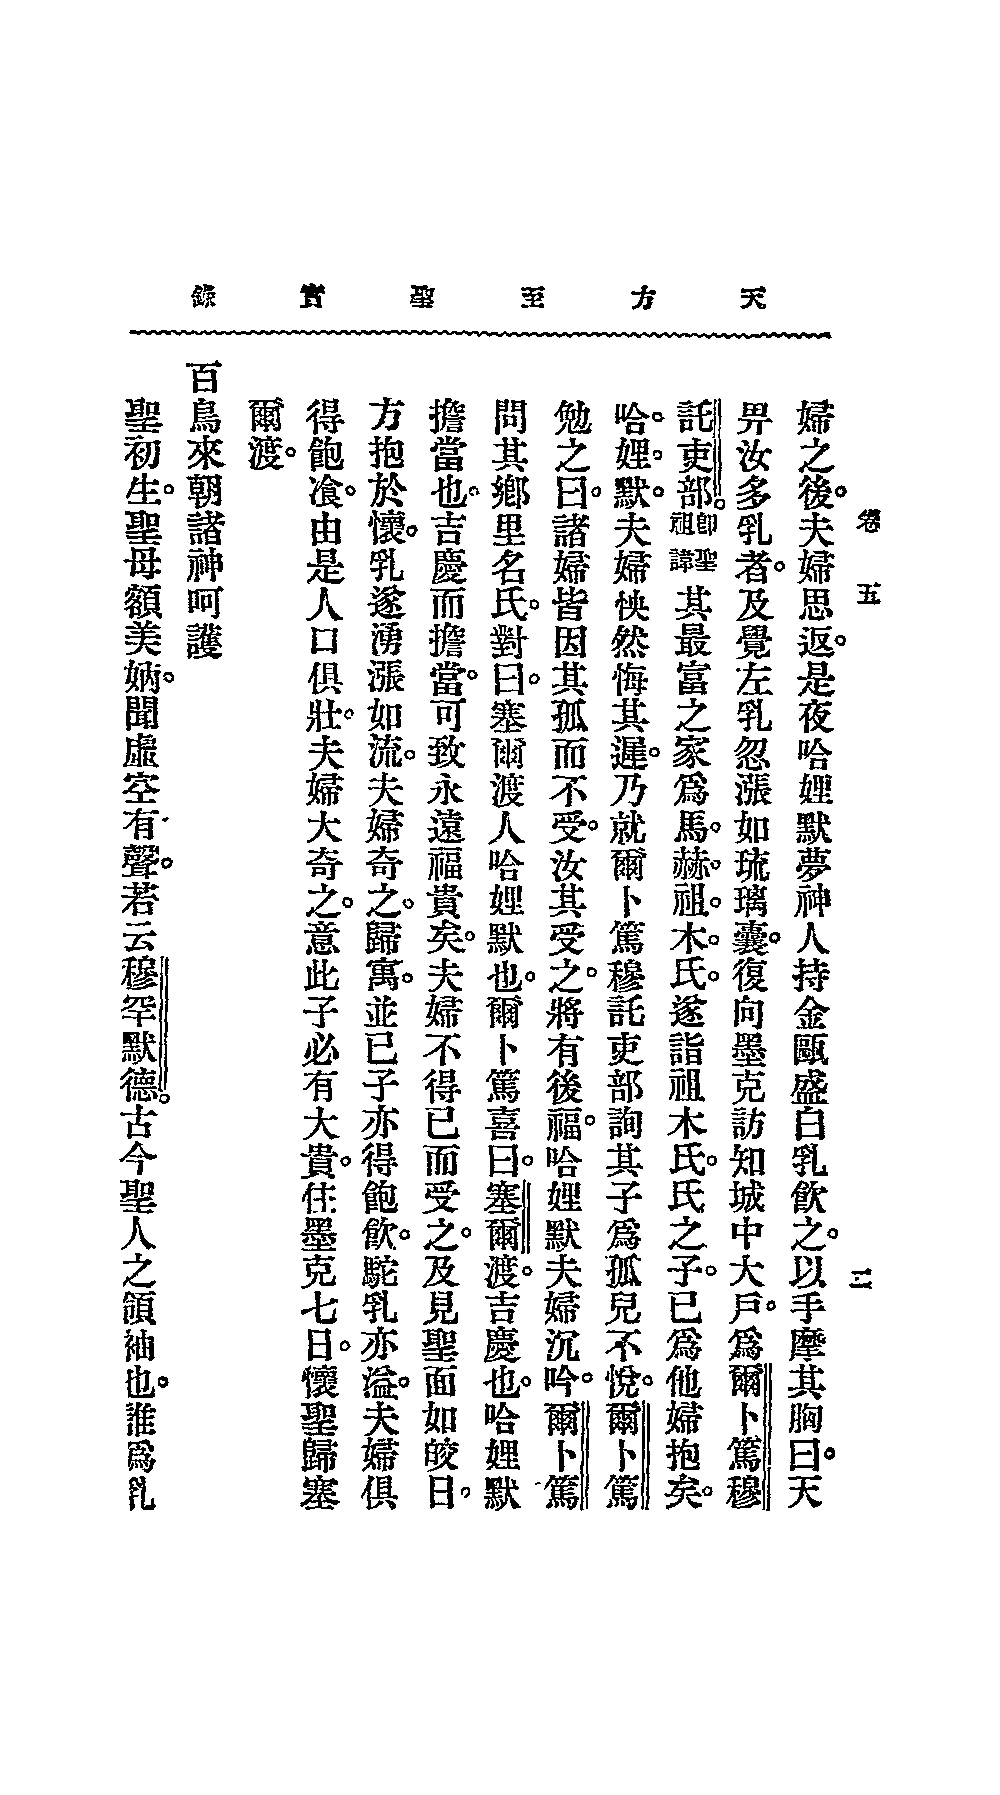 天方至聖實錄
卷五 二
婦之後。夫婦思返。是夜哈娌默夢神人持金甌盛白乳飲之。以手摩其胸曰。天
畀汝多乳者。及覺左乳忽漲如琉璃囊。復向墨克訪知城中大戶。爲爾卜篤穆
託吏部。卽聖祖諱其最富之家爲馬。赫。祖。木。氏。遂詣祖木氏。氏之子。已爲他婦抱矣。
哈。娌。默。夫婦怏然悔其遲。乃就爾卜篤穆託吏部詢其子爲孤兒不悅。爾卜篤
勉之曰。諸婦皆因其孤而不受。汝其受之。將有後福。哈娌默夫婦沉吟。爾卜篤
問其鄉里名氏。對曰。塞爾渡人哈娌默也。爾卜篤喜曰。塞爾渡。吉慶也。哈娌默
擔當也。吉慶而擔當。可致永遠福貴矣。夫婦不得已而受之。及見聖面如皎日。
方抱於懷。乳遂湧漲如流。夫婦奇之。歸寓。並已子亦得飽飲。駝乳亦溢。夫婦俱
得飽飡。由是人口俱壯。夫婦大奇之。意此子必有大貴。住墨克七日。懷聖歸塞
爾渡。
百鳥來朝諸神呵護
聖初生。聖母額美娜。聞虛空有聲。若云穆罕默德。古今聖人之領袖也。誰爲乳